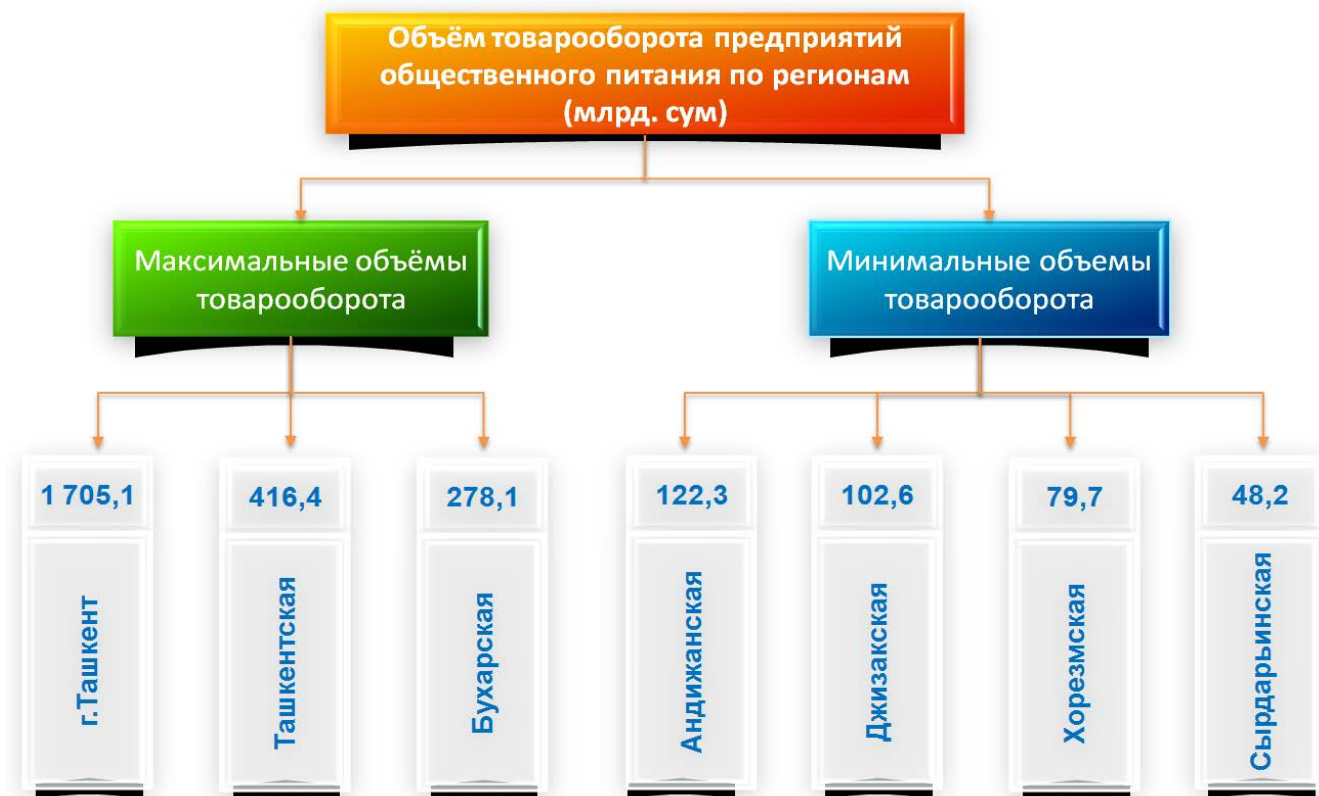 Объём товарооборота предприятий
общественного питания по регионам
(млрд. сум)
Максимальные объёмы
товарооборота
Минимальные объемы
товарооборота
1 705,1
416,4
278,1
122,3
102,6
79,7
48,2
г.Ташкент
Ташкентская
Бухарская
Андижанская
Джизакская
Хорезмская
Сырдарьинская